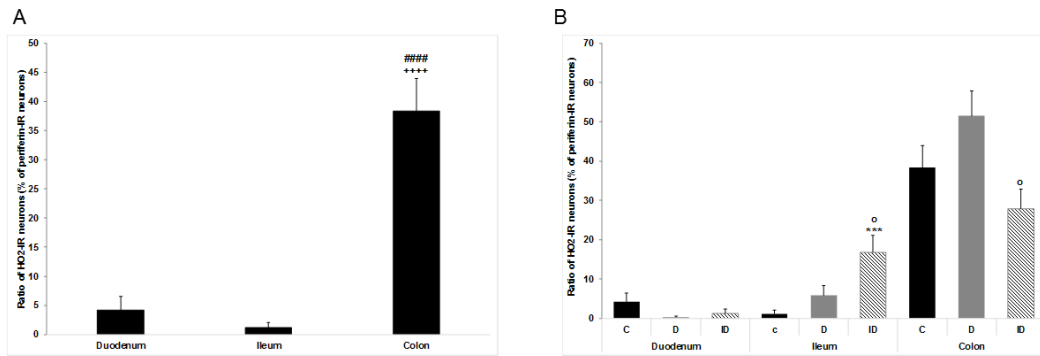 A
Ratio of HO2-IR neurons (% of periferin-IR neurons)
50
45
40
35
30
25
20
15
10
5
0
####
++++
Duodenum Ileum Colon
B
Ratio of HO2-IR neurons (% of periferin-IR neurons)
70
60
50
40
30
20
10
0
o
***
o
C D ID c D ID C D ID
Duodenum Ileum Colon